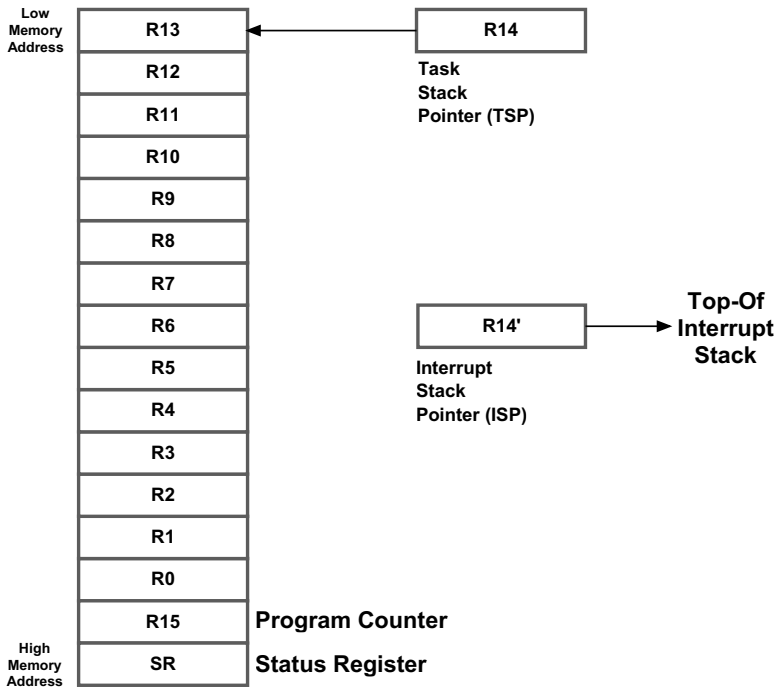 Low
Memory
Address
R13
R14
R12
Task
Stack
Pointer (TSP)
R11
R10
R9
R8
R7
R6
R14'
Top-Of
Interrupt
Stack
R5
Interrupt
Stack
Pointer (ISP)
R4
R3
R2
R1
R0
R15
Program Counter
High
Memory
Address
SR
Status Register